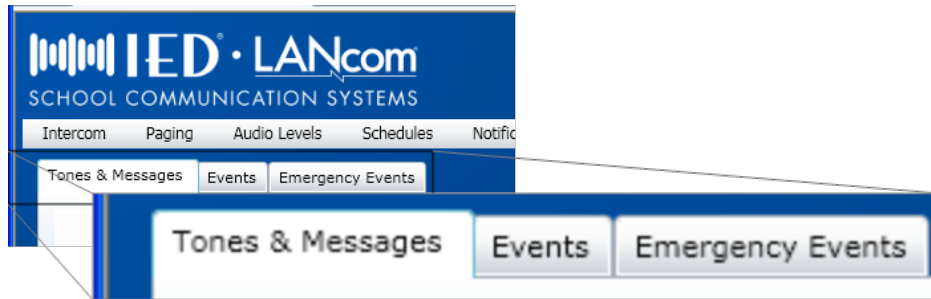 IED® · LANcom
SCHOOL COMMUNICATION SYSTEMS
Intercom Paging Audio Levels Schedules Notific
Tones & Messages Events Emergency Events
Tones & Messages Events Emergency Events